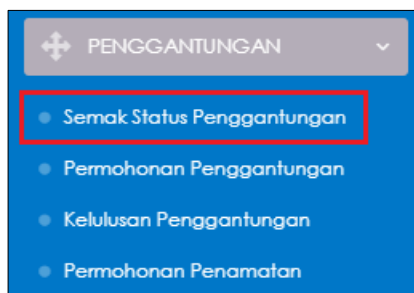 PENGGANTUNGAN
Semak Status Penggantungan
Permohonan Penggantungan
Kelulusan Penggantungan
Permohonan Penamatan